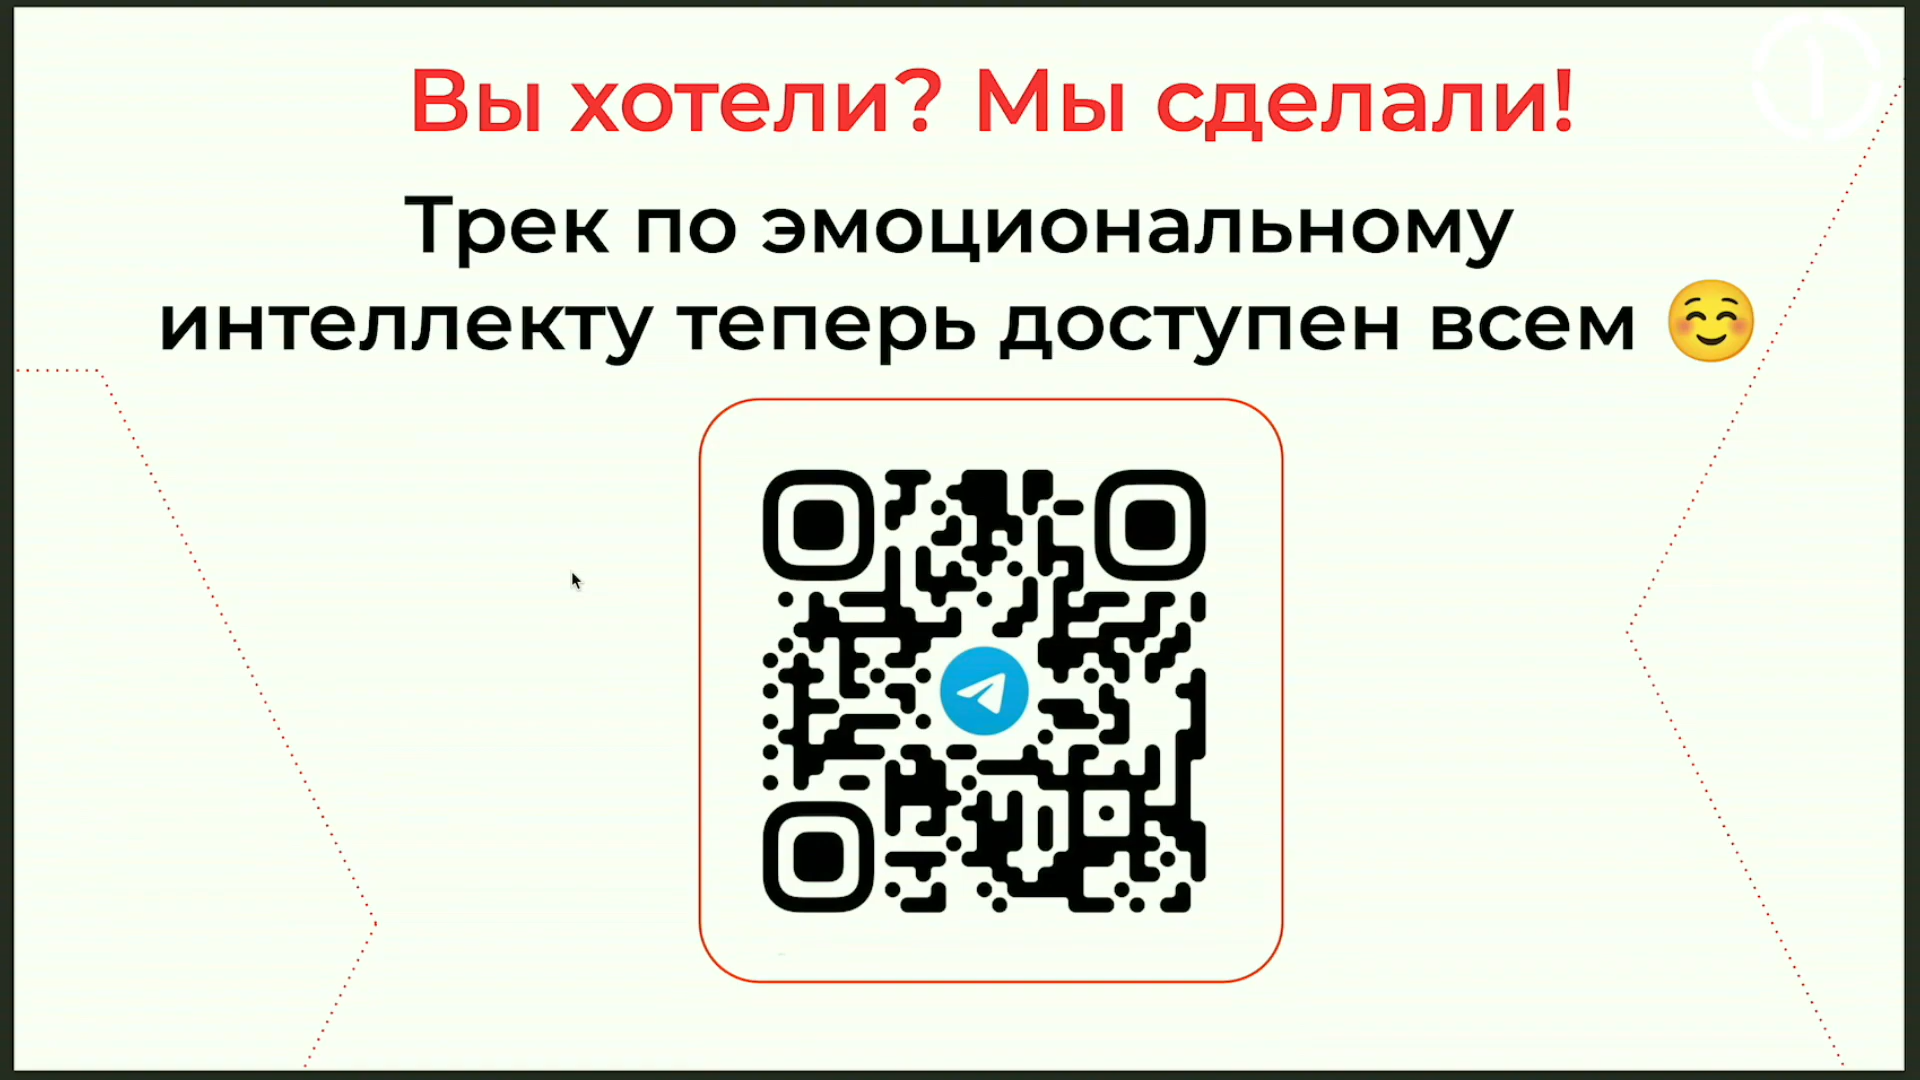 Вы хотели? Мы сделали!
Трек по эмоциональному
интеллекту теперь доступен всем ☺️